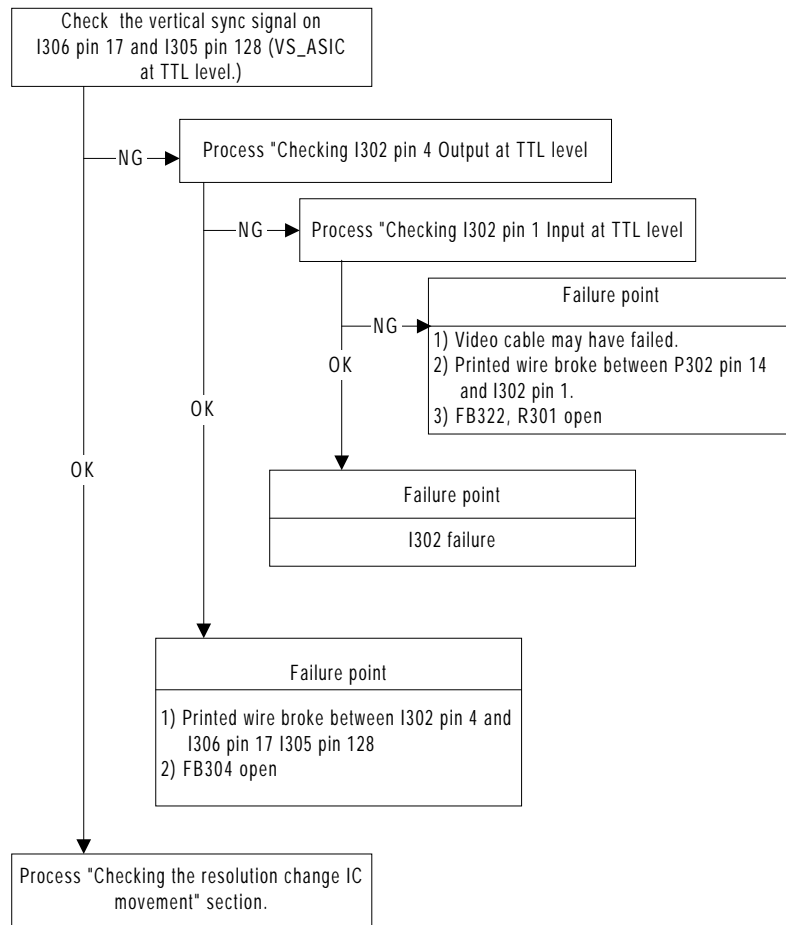 Check  the vertical sync signal on
I306 pin 17 and I305 pin 128 (VS_ASIC
at TTL level.)
NG
Process "Checking I302 pin 4 Output at TTL level
NG
Process "Checking I302 pin 1 Input at TTL level
Failure point
NG
1) Video cable may have failed.
2) Printed wire broke between P302 pin 14
and I302 pin 1.
3) FB322, R301 open
OK
OK
OK
Failure point
I302 failure
Failure point
1) Printed wire broke between I302 pin 4 and
I306 pin 17 I305 pin 128
2) FB304 open
Process "Checking the resolution change IC
movement" section.